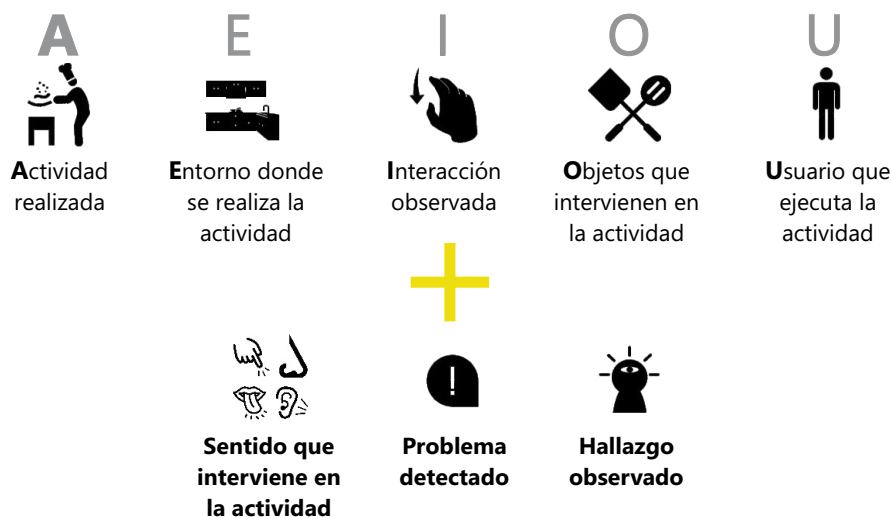 A E I O U
Actividad
realizada
Entorno donde
se realiza la
actividad
Interacción
observada
Objetos que
intervienen en
la actividad
Usuario que
ejecuta la
actividad
+
!
Sentido que
interviene en
la actividad
Problema
detectado
Hallazgo
observado